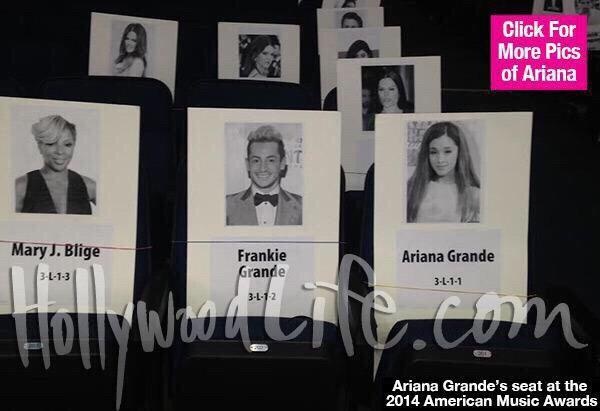 Click For
More Pics
of Ariana
Mary J. Blige
3-L-1-3
Frankie
Grande
3-L-1-2
Ariana Grande
3-L-1-1
HollywoodLife.com
Ariana Grande's seat at the
2014 American Music Awards